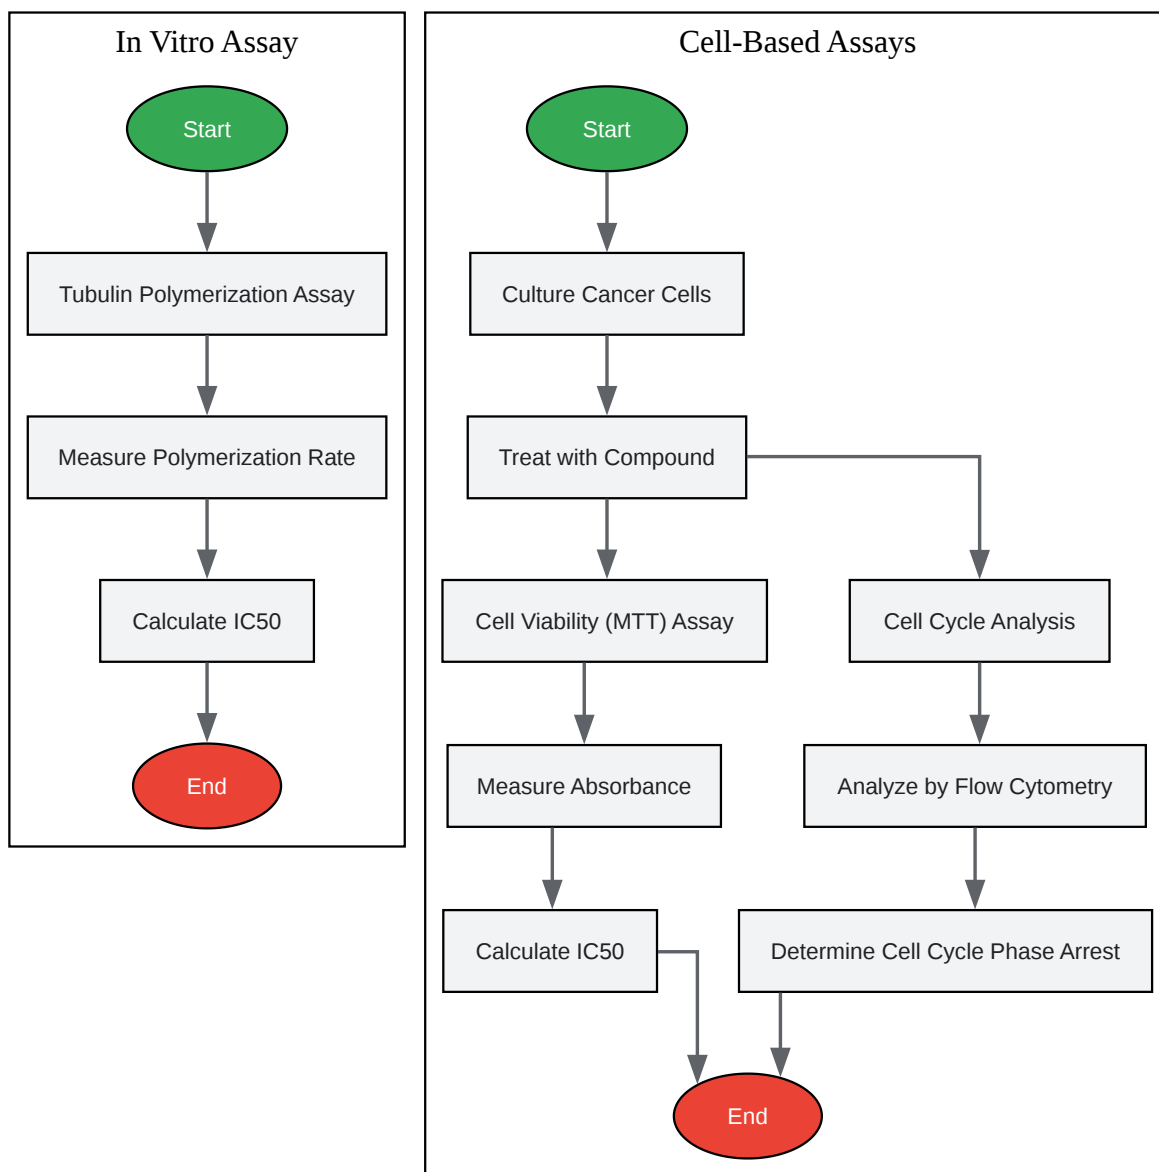 In Vitro Assay
Start
Tubulin Polymerization Assay
Measure Polymerization Rate
Calculate IC50
End
Cell-Based Assays
Start
Culture Cancer Cells
Treat with Compound
Cell Viability (MTT) Assay
Cell Cycle Analysis
Measure Absorbance
Analyze by Flow Cytometry
Calculate IC50
Determine Cell Cycle Phase Arrest
End